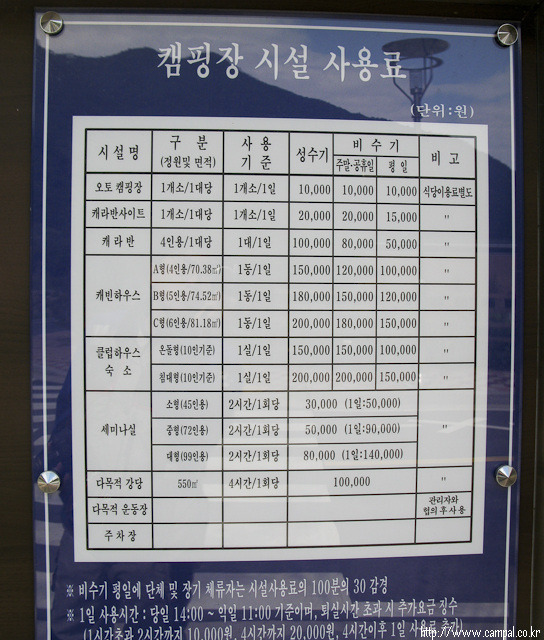 캠핑장 시설 사용료
(단위:원)
시설명 구분 (정원및 면적) 사용기준 성수기 비수기 주말·공휴일 평일 비고
오토캠핑장 1개소/1대당 1개소/1일 10,000 10,000 10,000 식당이용료별도
캐라반사이트 1개소/1대당 1개소/1일 20,000 20,000 15,000 〃
캐라반 4인용/1대당 1대/1일 100,000 80,000 50,000 〃
캐빈하우스 A형(4인용/70.38㎡) 1동/1일 150,000 120,000 100,000 〃
B형(5인용/74.52㎡) 1동/1일 180,000 150,000 120,000 〃
C형(6인용/81.18㎡) 1동/1일 200,000 180,000 150,000 〃
클럽하우스 숙소 온돌형(10인기준) 1실/1일 150,000 150,000 100,000 〃
침대형(10인기준) 1실/1일 200,000 200,000 150,000 〃
세미나실 소형(45인용) 2시간/1회당 30,000 (1일:50,000)
중형(72인용) 2시간/1회당 50,000 (1일:90,000) 〃
대형(99인용) 2시간/1회당 80,000 (1일:140,000)
다목적 강당 550㎡ 4시간/1회당 100,000 〃
다목적 운동장 관리자와 협의후사용
주차장
※ 비수기 평일에 단체 및 장기 체류자는 시설사용료의 100분의 30 감경
※ 1일 사용시간 : 당일 14:00 ~ 익일 11:00 기준이며, 퇴실시간 초과 시 추가요금 징수
(1시간초과 2시간까지 10,000원, 4시간까지 20,000원, 4시간이후 1일 사용료 추가)
http://www.campal.co.kr